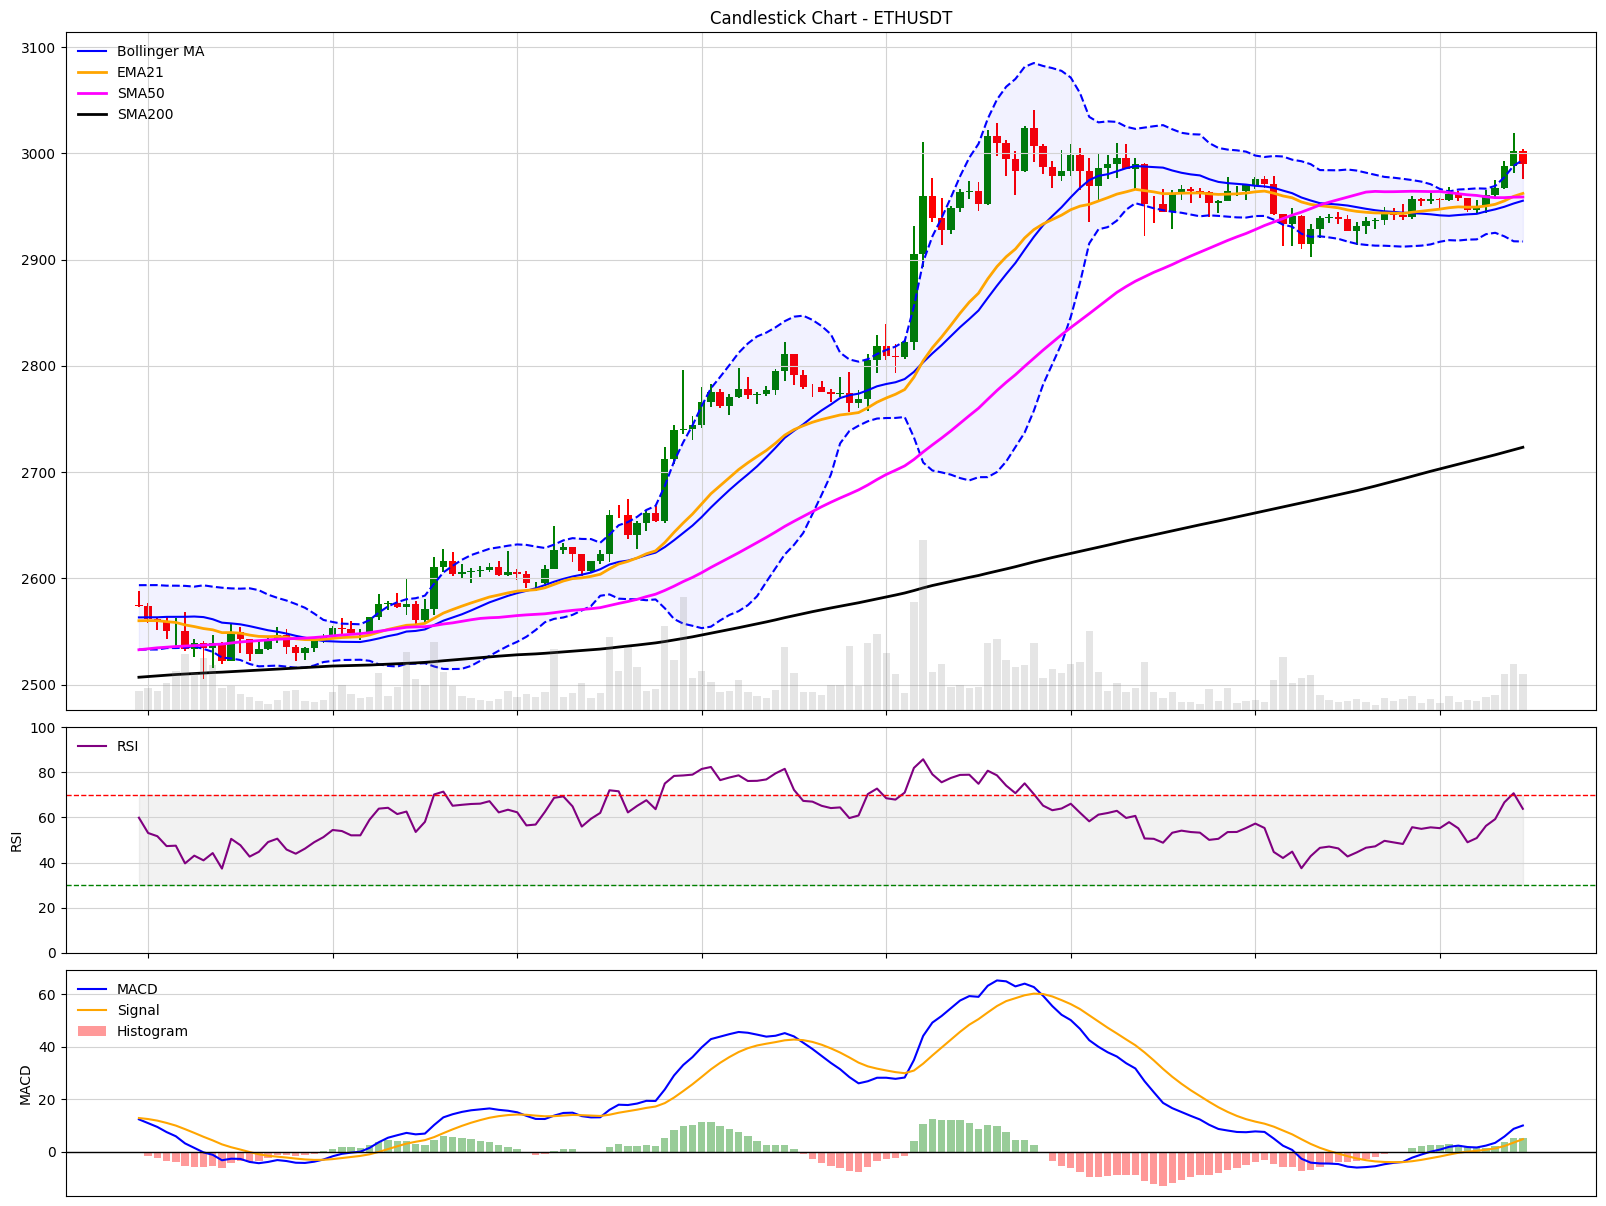 Candlestick Chart - ETHUSDT
3100
3000
2900
2800
2700
2600
2500
Bollinger MA
EMA21
SMA50
SMA200
100
80
60
40
20
0
RSI
RSI
60
40
20
0
MACD
MACD
Signal
Histogram